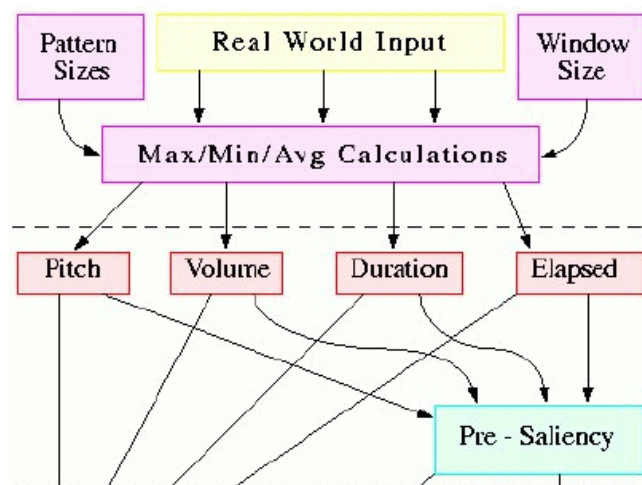 Pattern
Sizes
Real World Input
Window
Size
Max/Min/Avg Calculations
Pitch
Volume
Duration
Elapsed
Pre - Saliency